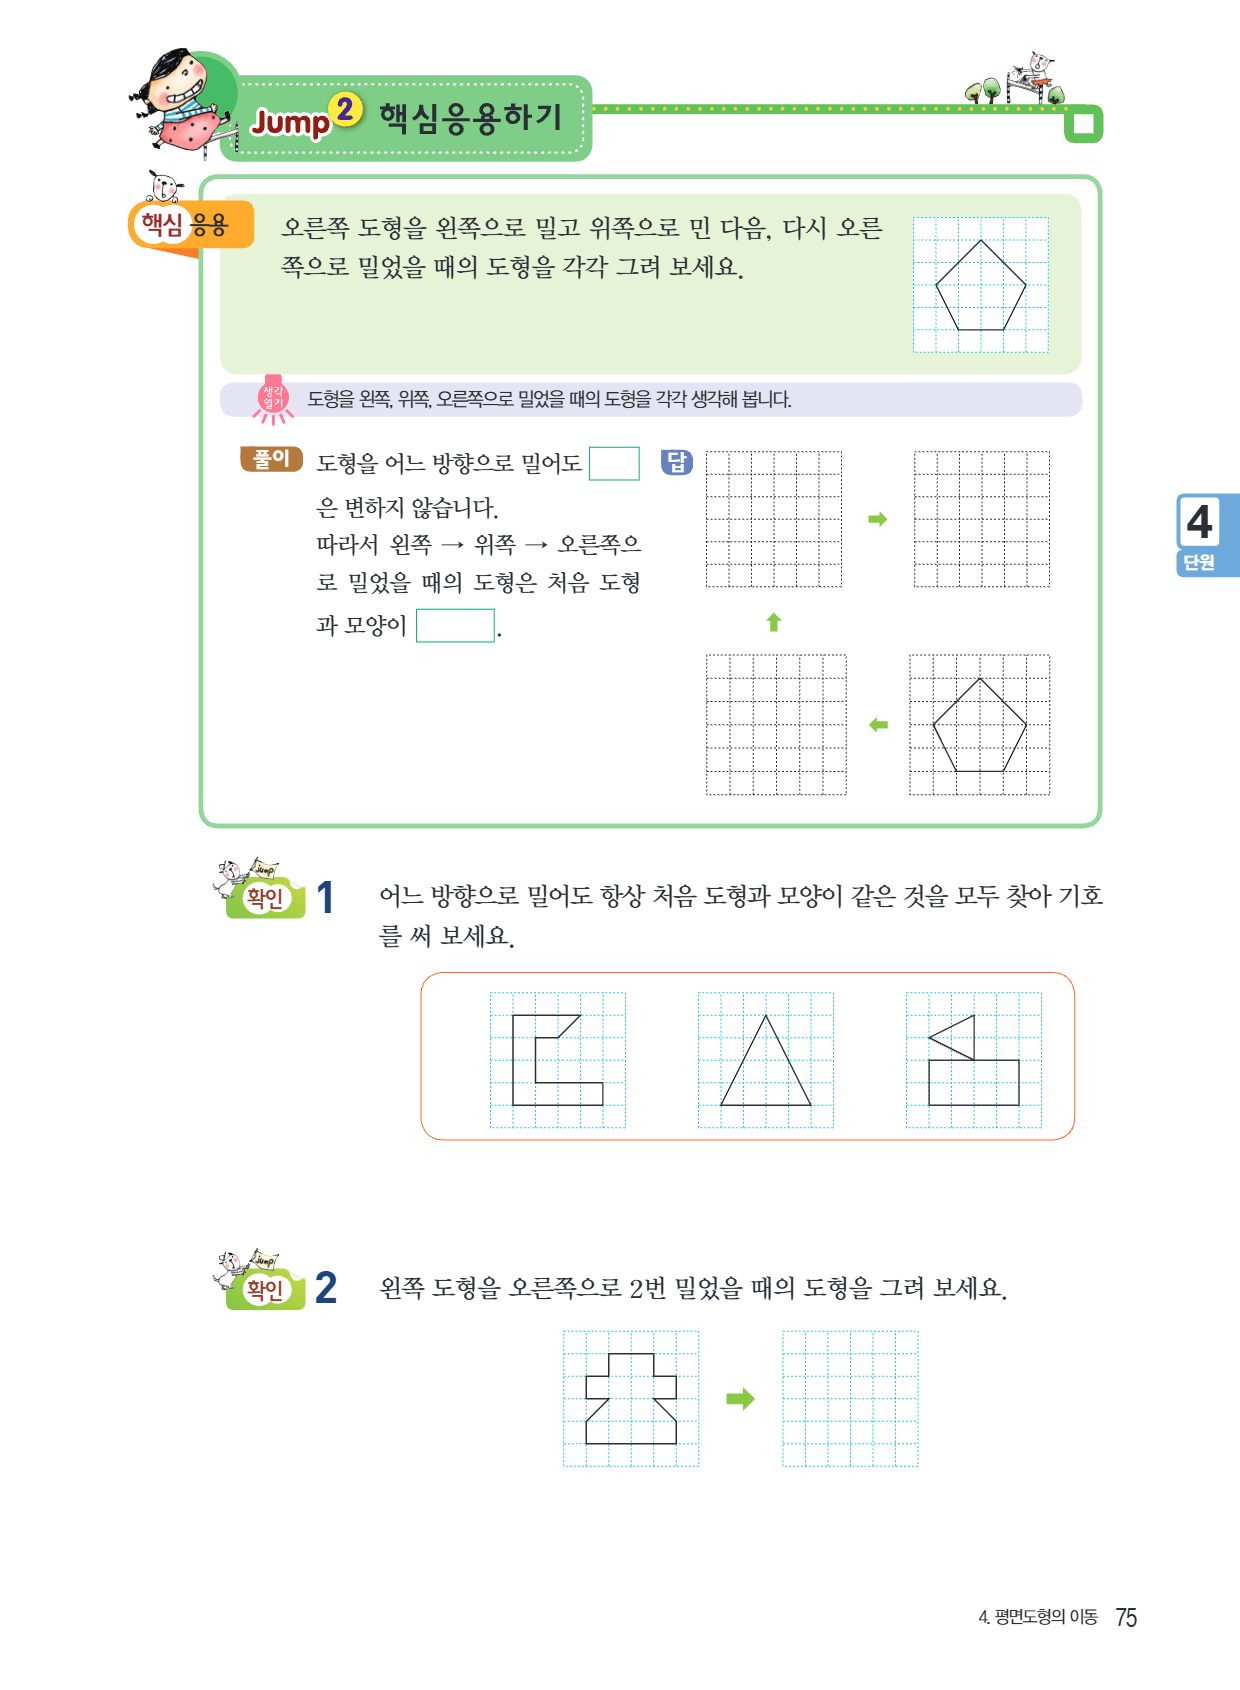 Jump 2 핵심응용하기
핵심 응용
오른쪽 도형을 왼쪽으로 밀고 위쪽으로 민 다음, 다시 오른
쪽으로 밀었을 때의 도형을 각각 그려 보세요.
생각
열기
도형을 왼쪽, 위쪽, 오른쪽으로 밀었을 때의 도형을 각각 생각해 봅니다.
풀이
도형을 어느 방향으로 밀어도
은 변하지 않습니다.
따라서 왼쪽 → 위쪽 → 오른쪽으
로 밀었을 때의 도형은 처음 도형
과 모양이 .
답
4
단원
Jump
확인 1
어느 방향으로 밀어도 항상 처음 도형과 모양이 같은 것을 모두 찾아 기호
를 써 보세요.
Jump
확인 2
왼쪽 도형을 오른쪽으로 2번 밀었을 때의 도형을 그려 보세요.
4. 평면도형의 이동 75